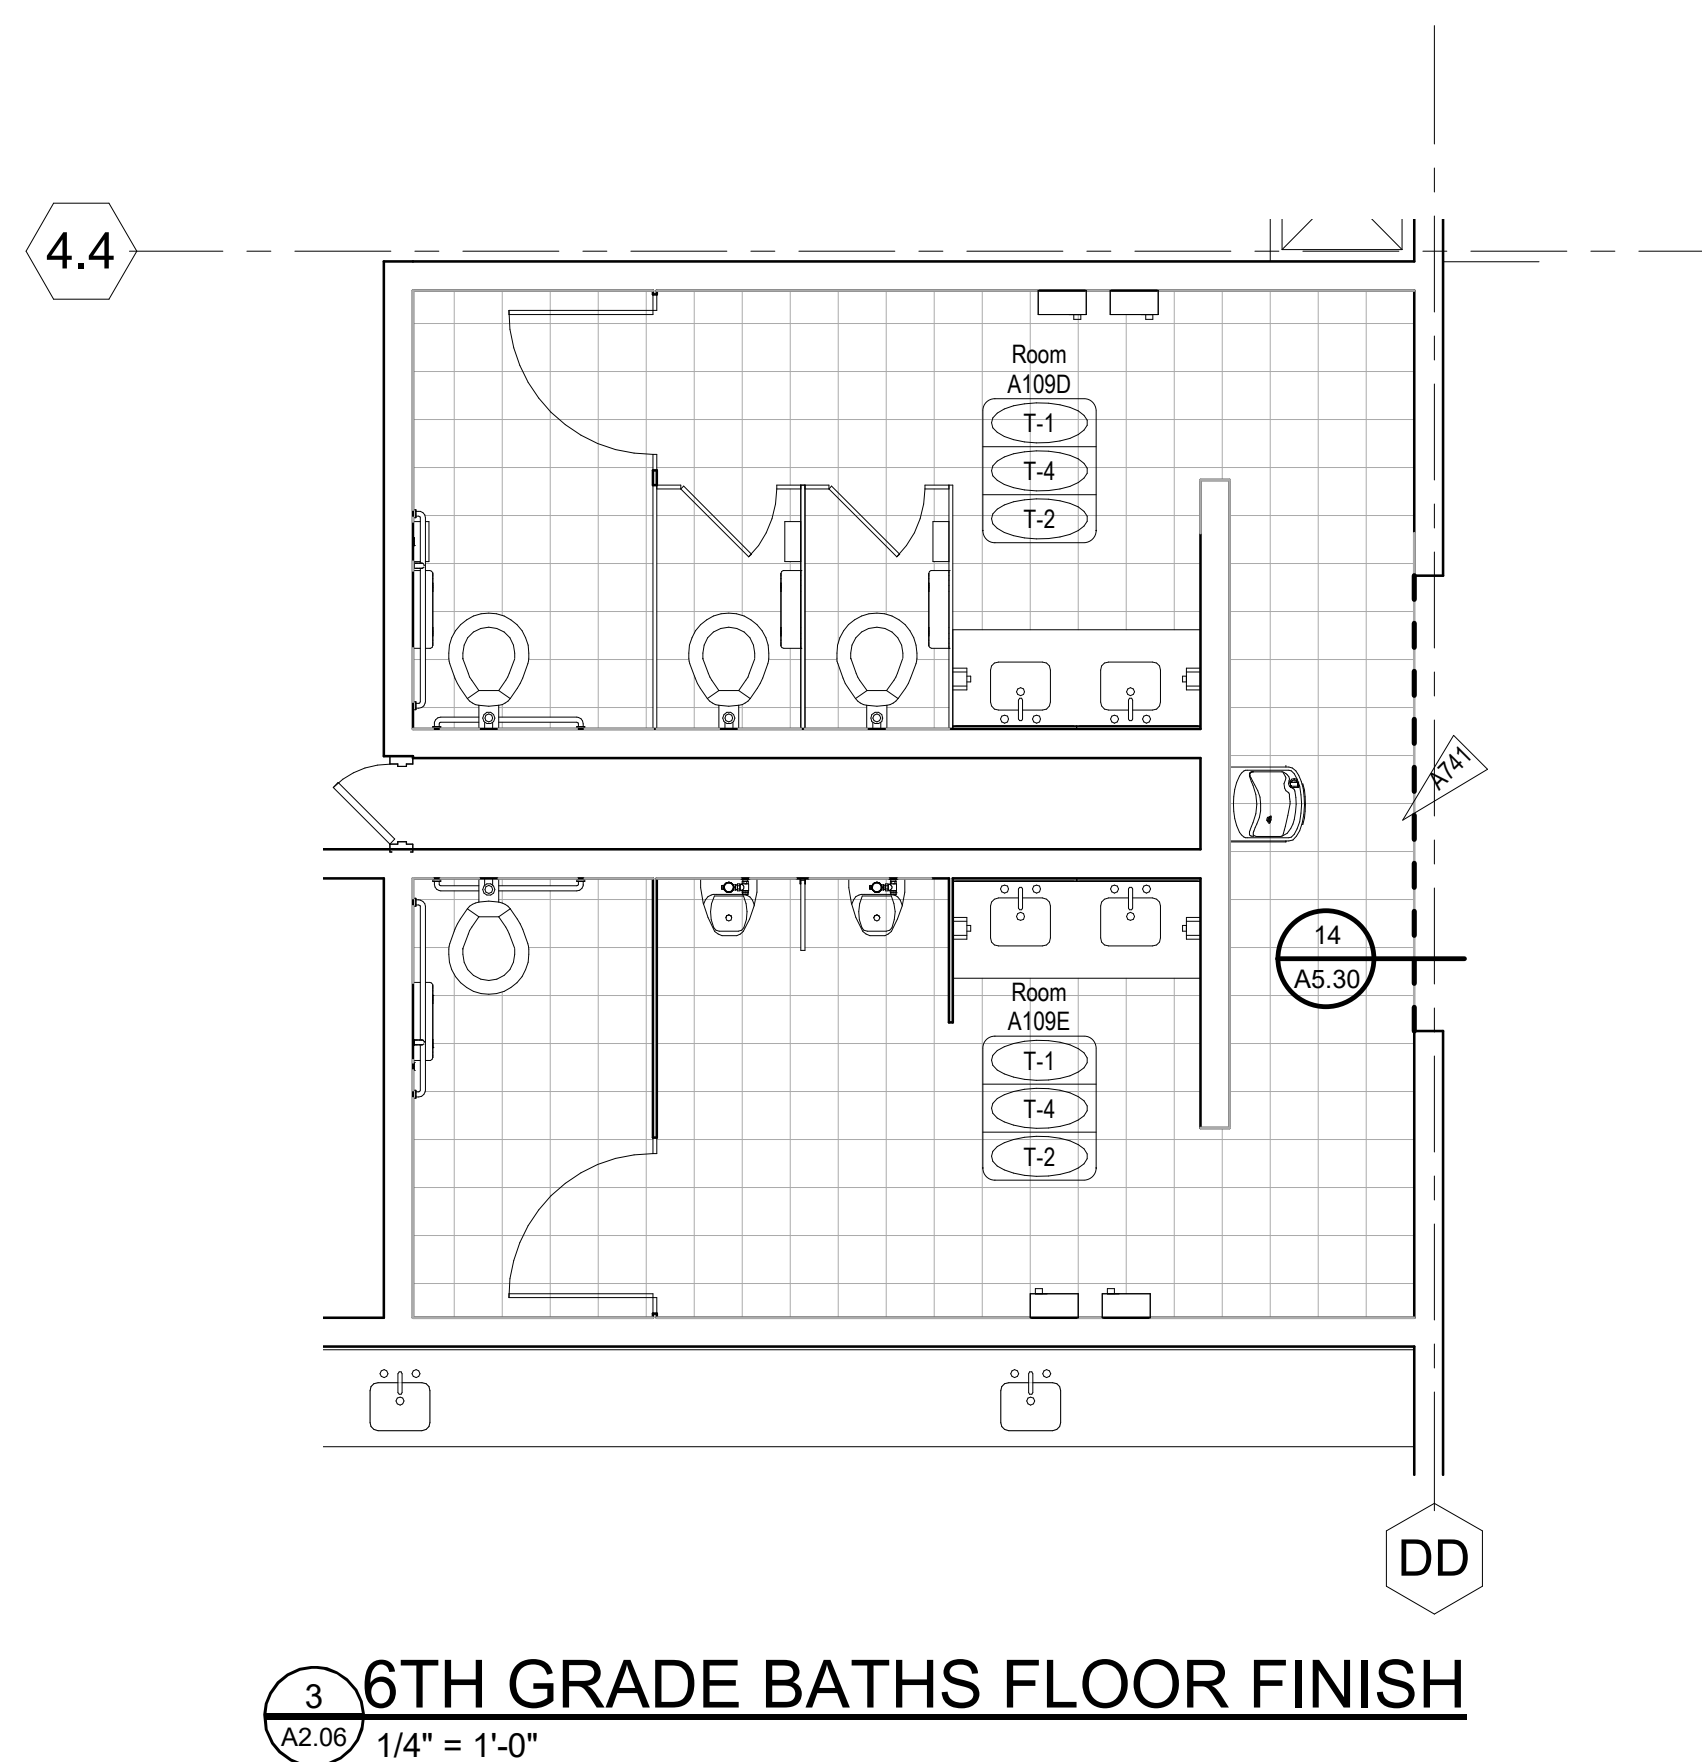 4.4
Room
A109D
T-1
T-4
T-2
A741
14
A5.30
Room
A109E
T-1
T-4
T-2
DD
3
A2.06
6TH GRADE BATHS FLOOR FINISH
1/4" = 1'-0"